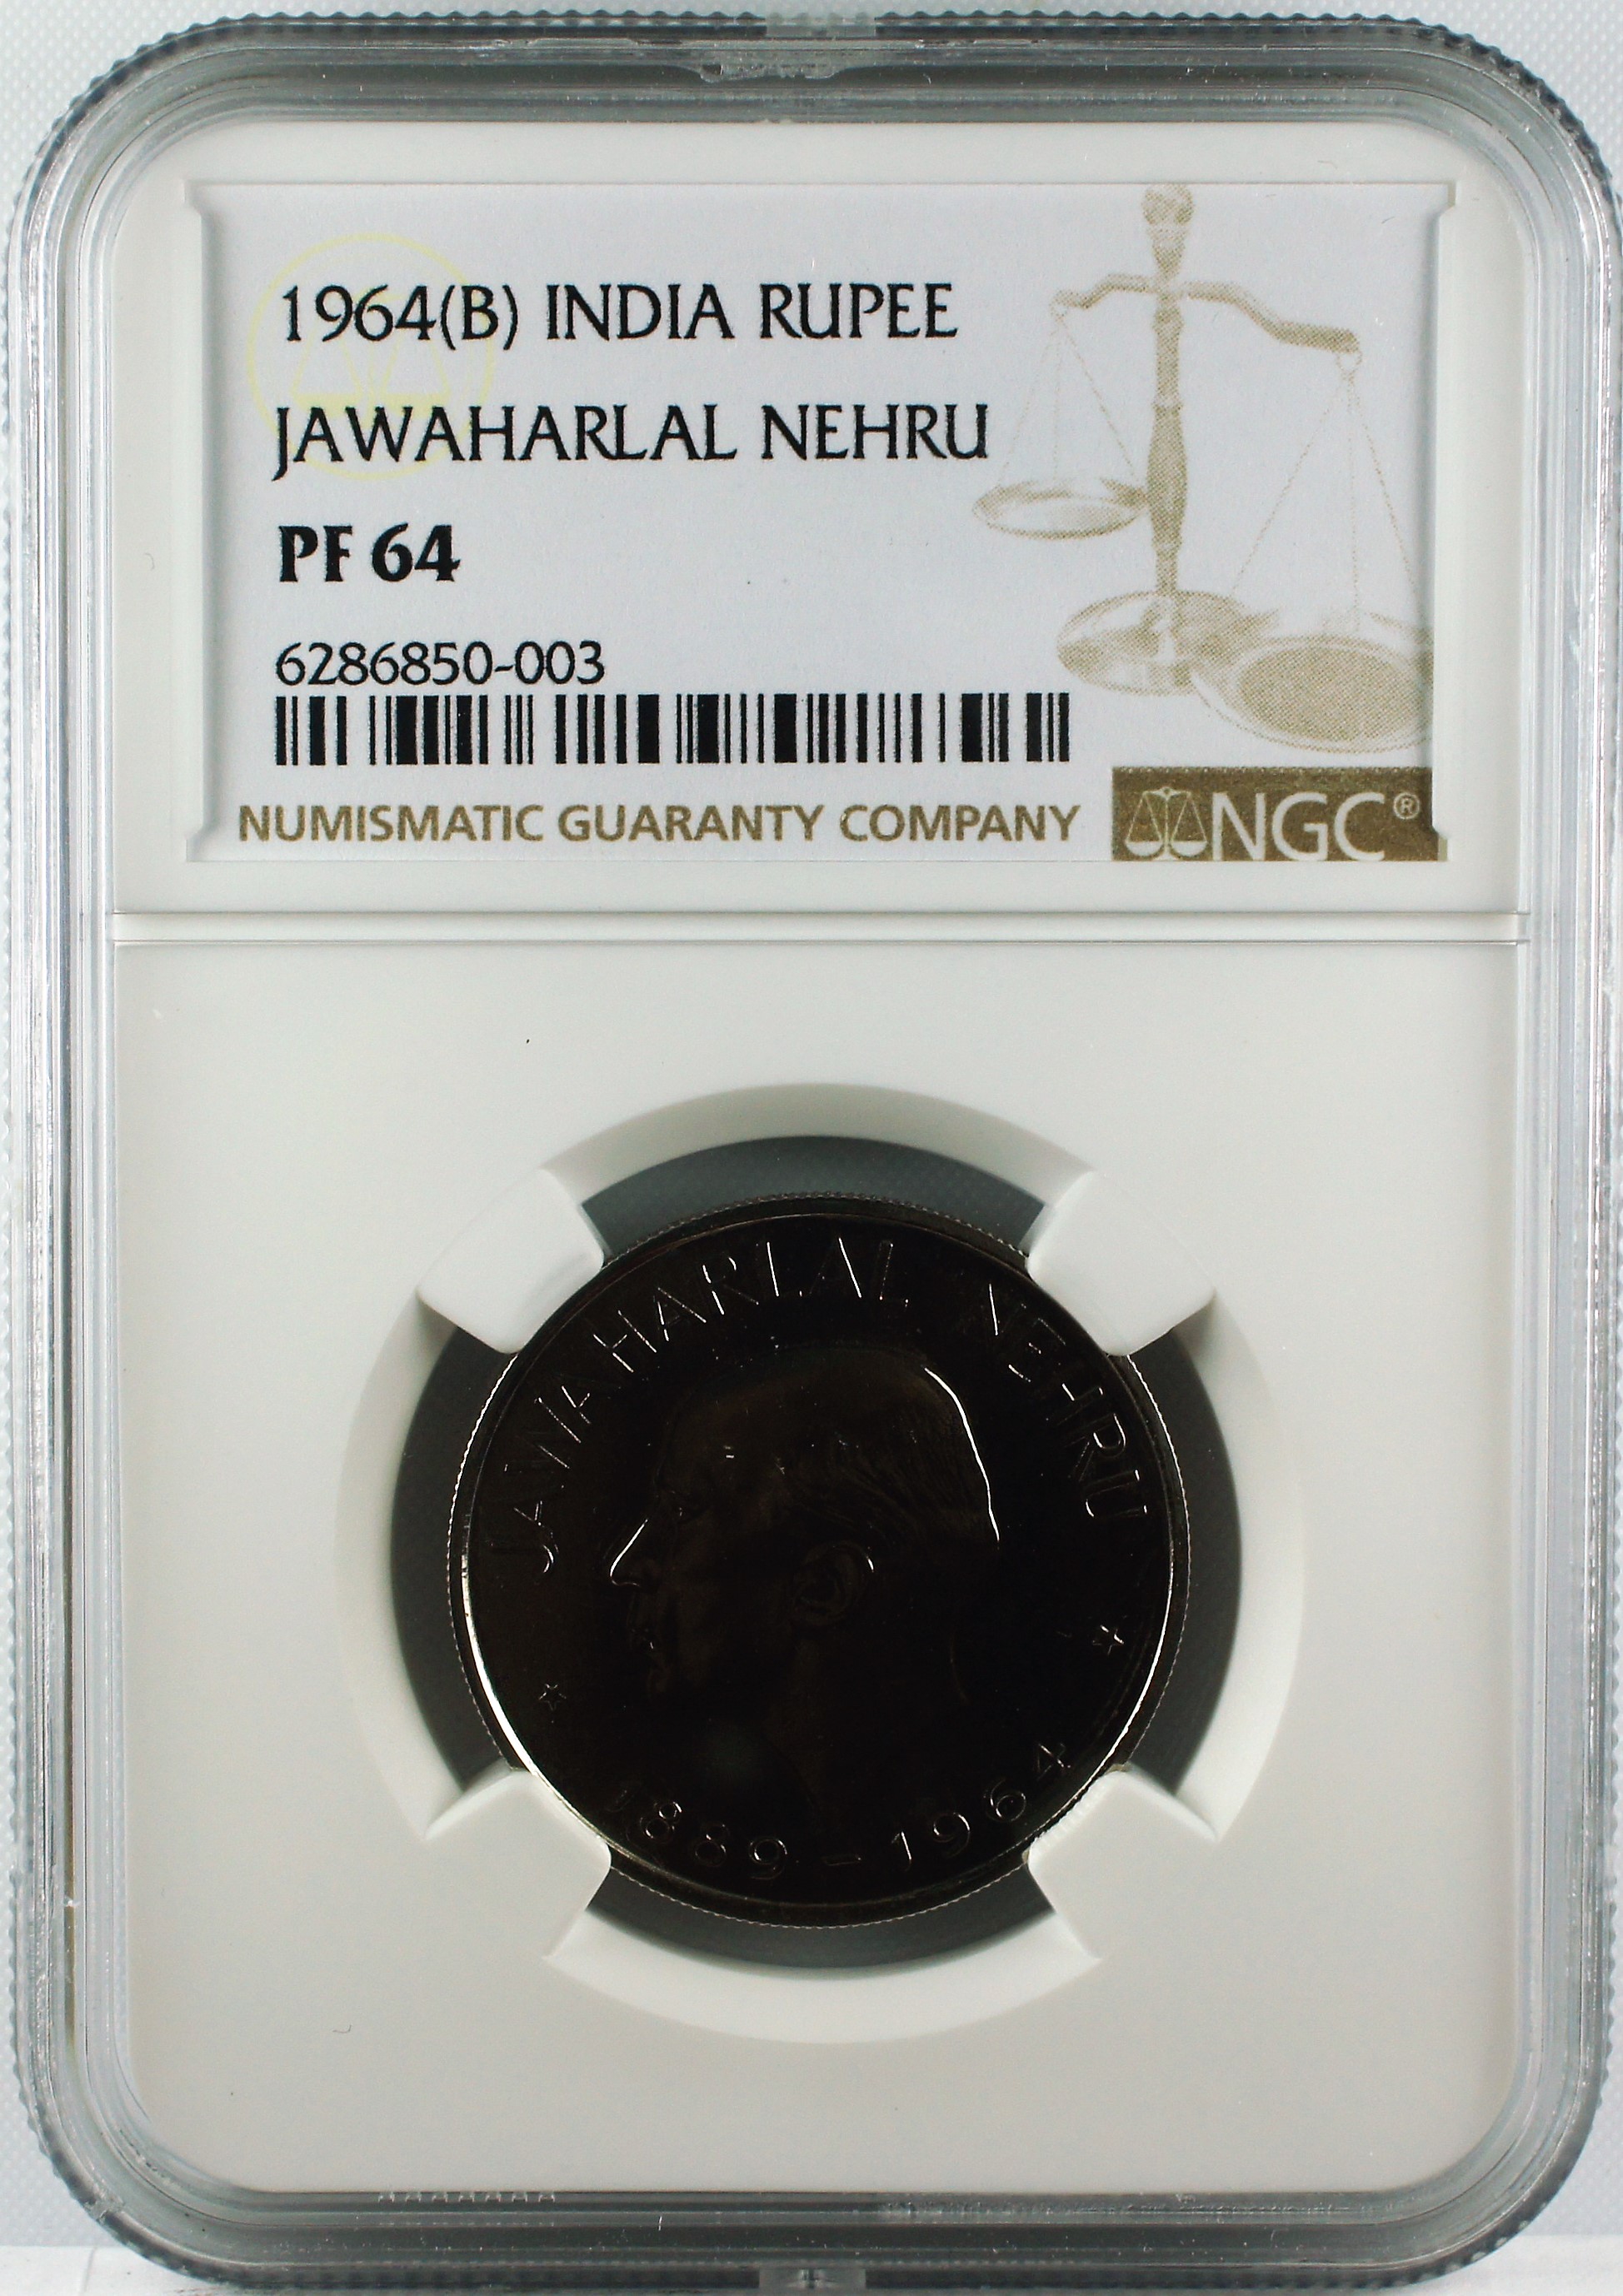 1964(B) INDIA RUPEE
JAWAHARLAL NEHRU
PF 64
6286850-003
NUMISMATIC GUARANTY COMPANY
NGC®
JAWAHARLAL NEHRU
1889-1964